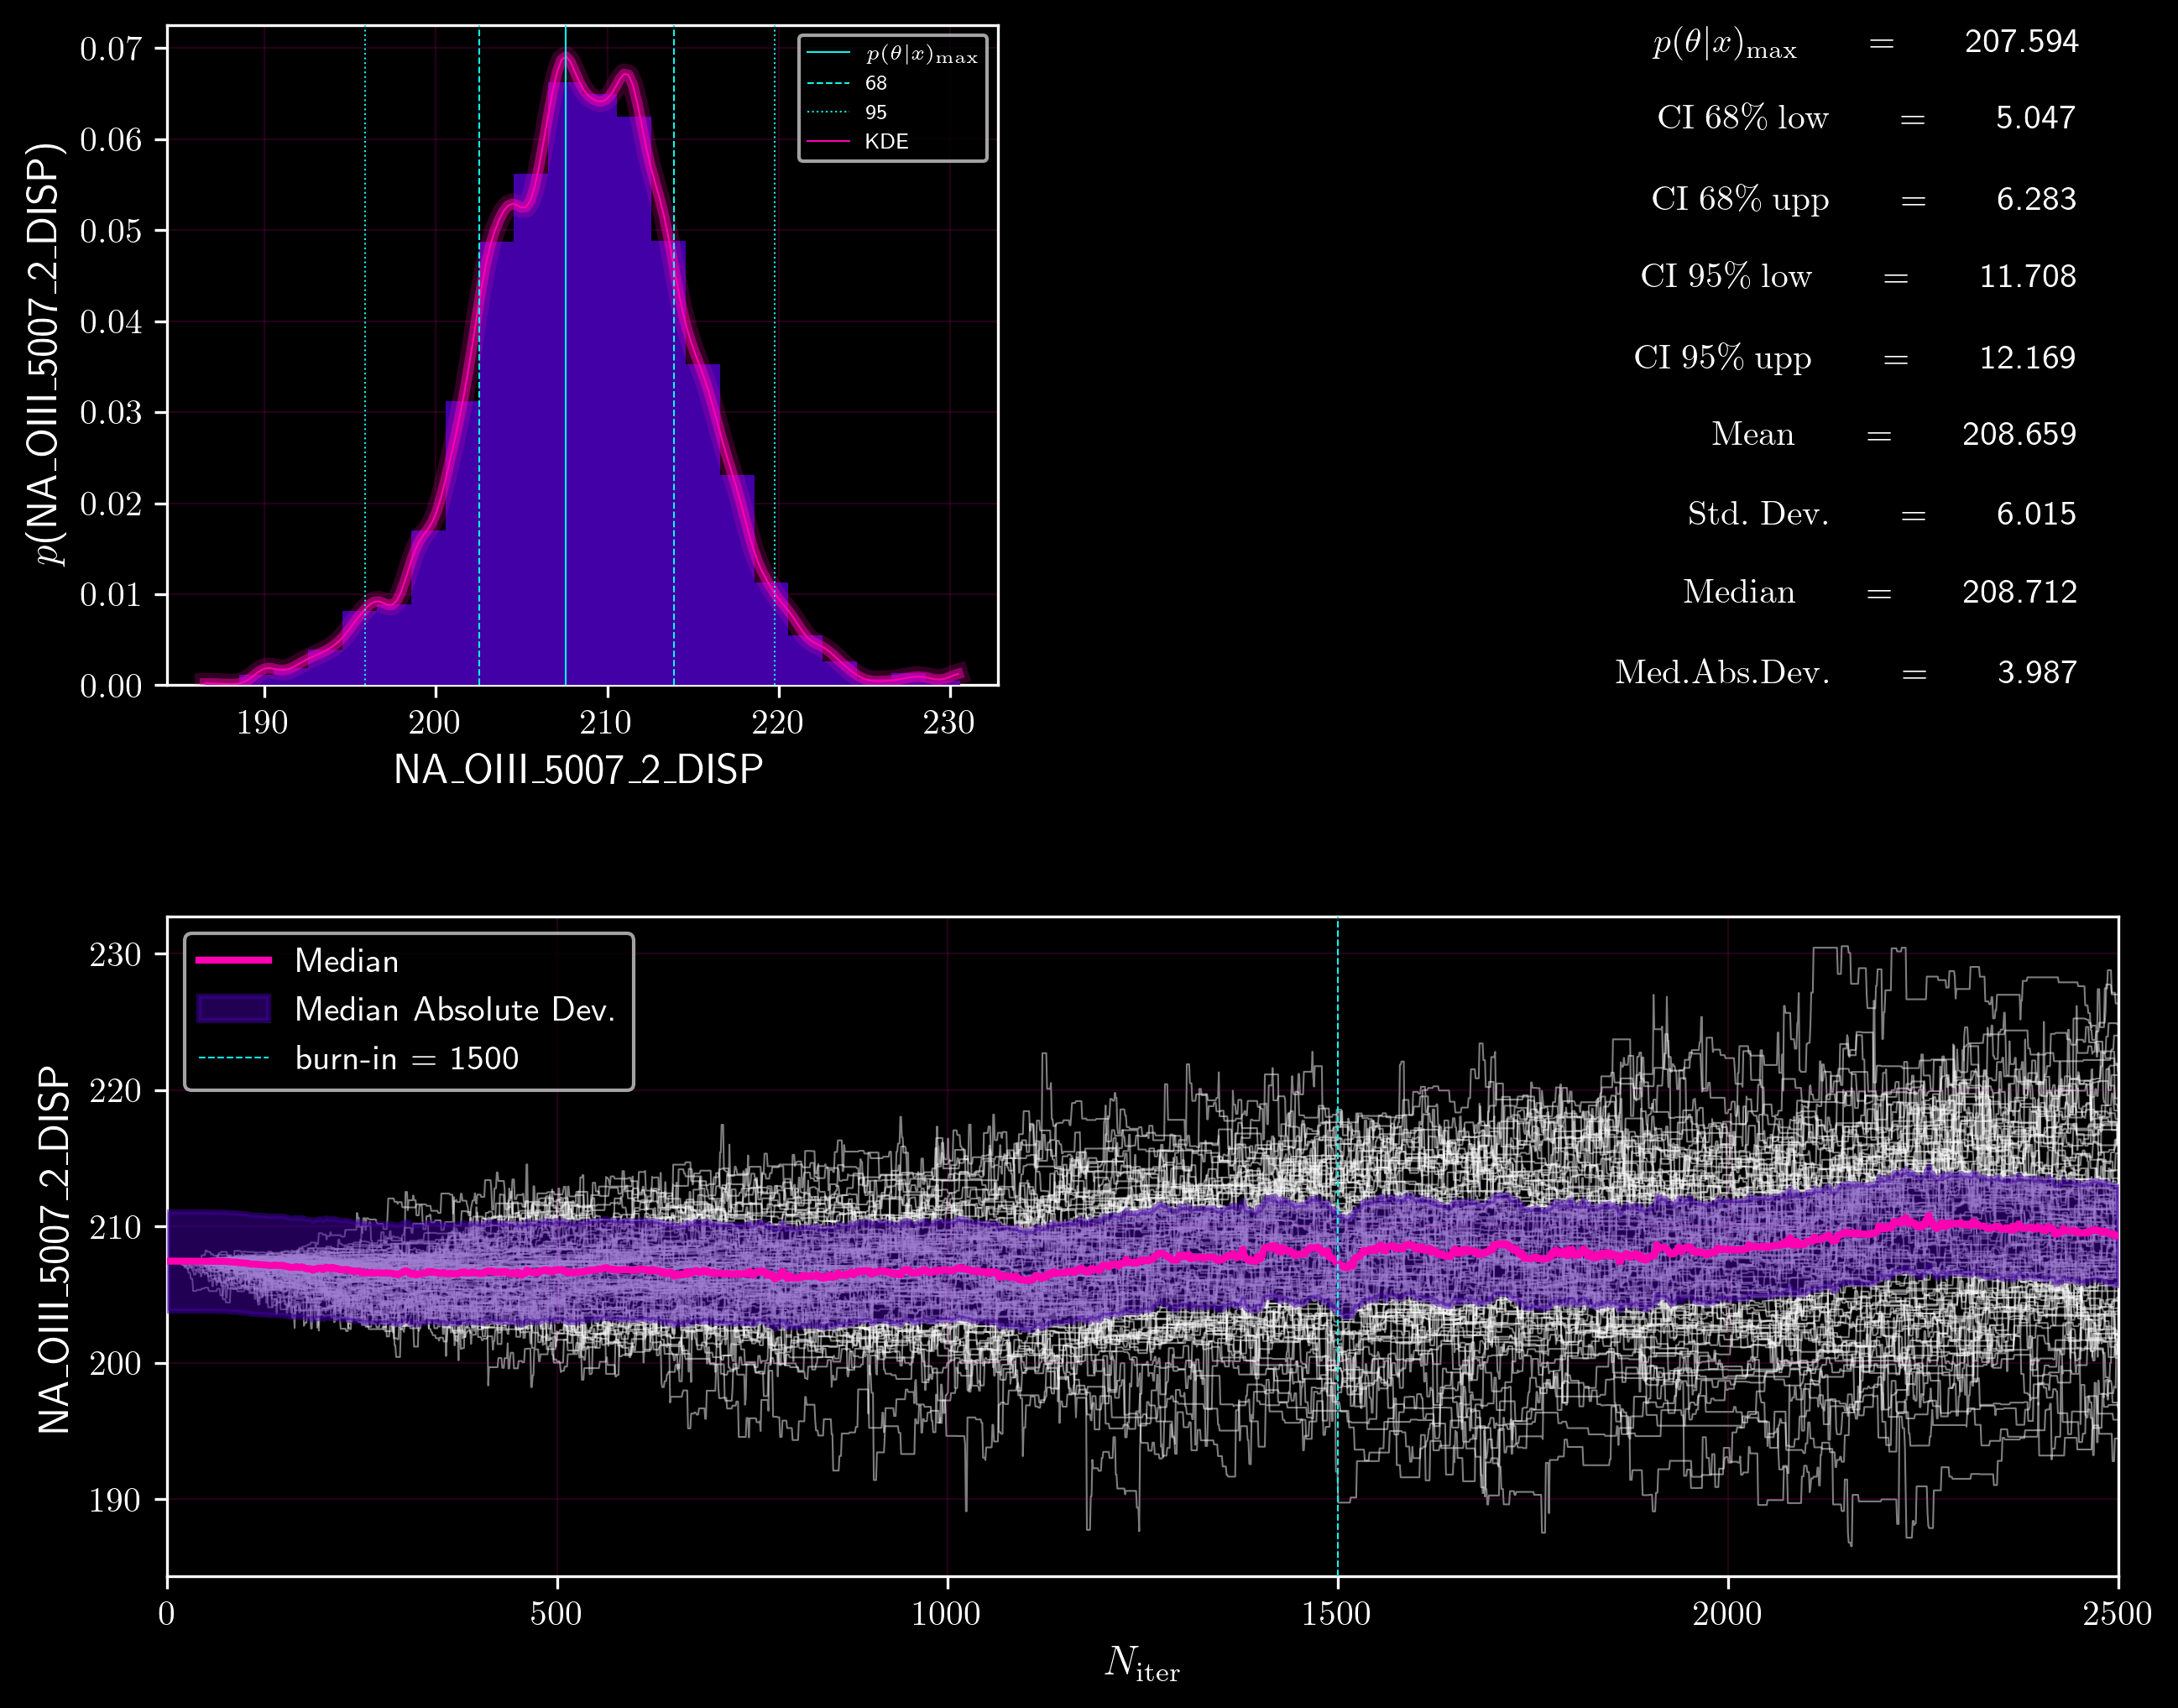 0.07
0.06
0.05
0.04
0.03
0.02
0.01
0.00
p(NA_OIII_5007_2_DISP)
190 200 210 220 230
NA_OIII_5007_2_DISP
p(θ|x)max
68
95
KDE
p(θ|x)max = 207.594
CI 68% low = 5.047
CI 68% upp = 6.283
CI 95% low = 11.708
CI 95% upp = 12.169
Mean = 208.659
Std. Dev. = 6.015
Median = 208.712
Med.Abs.Dev. = 3.987
230
220
210
200
190
NA_OIII_5007_2_DISP
Median
Median Absolute Dev.
burn-in = 1500
0 500 1000 1500 2000 2500
Niter